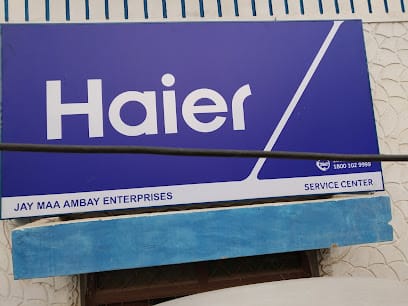 Haier
1800 102 9999
JAY MAA AMBAY ENTERPRISES
SERVICE CENTER